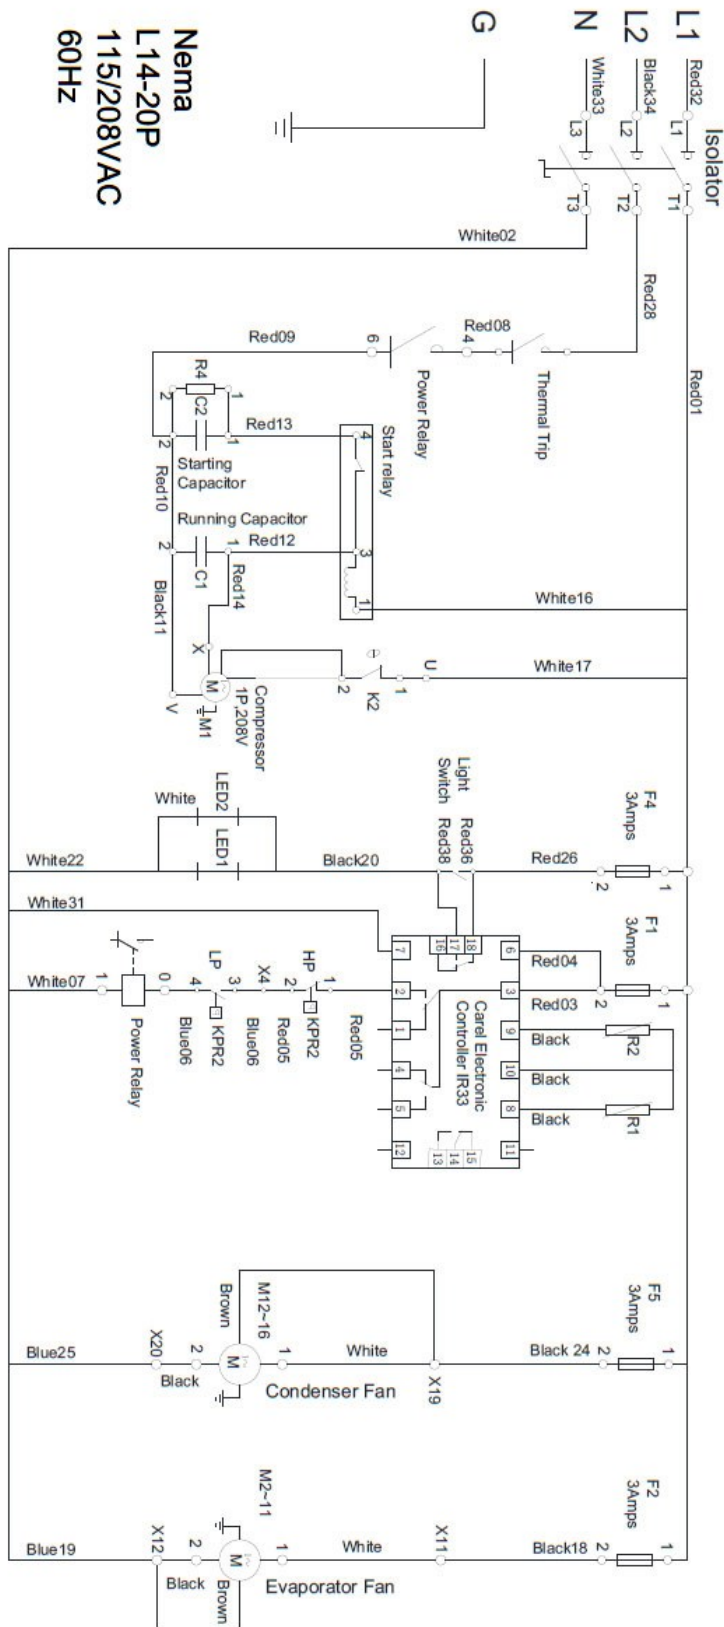 L1
L2
N
G
Red32
Black34
White33
Isolator
L1
L2
L3
T1
T2
T3
Nema
L14-20P
115/208VAC
60Hz
White02
Red28
Red01
Red09
6
4
Red08
Power Relay
Thermal Trip
R4
2
1
C2
2
1
Red13
4
Start relay
Starting
Capacitor
Red10
Running Capacitor
2
1
Red12
3
C1
Red14
Black11
1
White16
X
M
V
M1
Compressor
1P,208V
2
K2
1
U
White17
Light
Switch
Red36
Red38
F4
3Amps
White
LED2
LED1
White22
Black20
Red26
2
1
White31
F1
3Amps
7
16
17
18
6
Red04
White07
1
0
4
LP
3
X4
2
HP
1
2
3
Red03
2
1
Power Relay
Blue06
KPR2
Blue06
Red05
KPR2
Red05
Carel Electronic
Controller IR33
1
9
Black
R2
4
10
Black
5
8
Black
R1
12
13
14
15
11
F5
3Amps
Brown
M12~16
Blue25
X20
2
M
1
White
X19
Black 24
2
1
Black
Condenser Fan
F2
3Amps
M2~11
Blue19
X12
2
M
1
White
X11
Black18
2
1
Black
Brown
Evaporator Fan